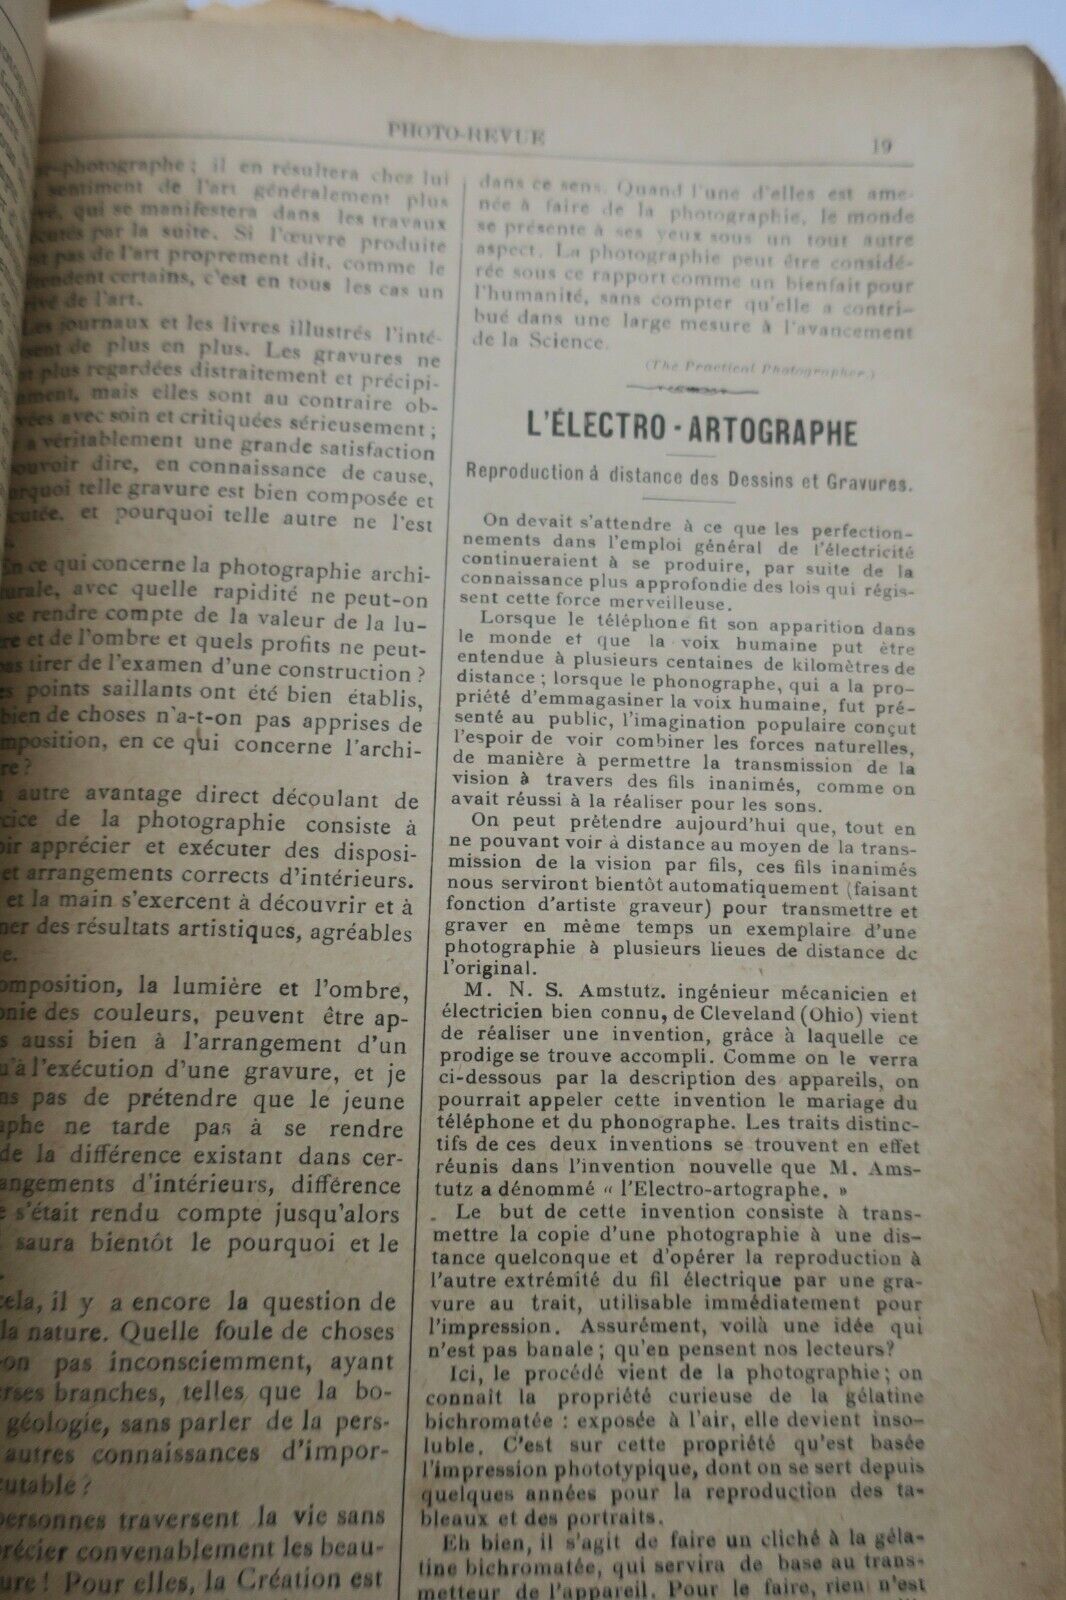 PHOTO-REVUE
19
-photographe ; il en résultera chez lui
sentiment de l'art généralement plus
qui se manifestera dans les travaux
par la suite. Si l'œuvre produite
pas de l'art proprement dit, comme le
certains, c'est en tous les cas un
de l'art.
journaux et les livres illustrés l'inté-
de plus en plus. Les gravures ne
plus regardées distraitement et précipi-
mais elles sont au contraire ob-
avec soin et critiquées sérieusement ;
a véritablement une grande satisfaction
dire, en connaissance de cause,
telle gravure est bien composée et
et pourquoi telle autre ne l'est
ce qui concerne la photographie archi-
avec quelle rapidité ne peut-on
se rendre compte de la valeur de la lu-
et de l'ombre et quels profits ne peut-
tirer de l'examen d'une construction ?
points saillants ont été bien établis,
bien de choses n'a-t-on pas apprises de
mposition, en ce qui concerne l'archi-
re ?
autre avantage direct découlant de
cice de la photographie consiste à
oir apprécier et exécuter des disposi-
et arrangements corrects d'intérieurs.
et la main s'exercent à découvrir et à
ner des résultats artistiques, agréables
e.
omposition, la lumière et l'ombre,
onie des couleurs, peuvent être ap-
s aussi bien à l'arrangement d'un
u'à l'exécution d'une gravure, et je
ns pas de prétendre que le jeune
aphe ne tarde pas à se rendre
de la différence existant dans cer-
angements d'intérieurs, différence
e s'était rendu compte jusqu'alors
saura bientôt le pourquoi et le
cela, il y a encore la question de
la nature. Quelle foule de choses
-on pas inconsciemment, ayant
erses branches, telles que la bo-
géologie, sans parler de la pers-
autres connaissances d'impor-
cutable ?
personnes traversent la vie sans
précier convenablement les beau-
ure ! Pour elles, la Création est
dans ce sens. Quand l'une d'elles est ame-
née à faire de la photographie, le monde
se présente à ses yeux sous un tout autre
aspect. La photographie peut être considé-
rée sous ce rapport comme un bienfait pour
l'humanité, sans compter qu'elle a contri-
bué dans une large mesure à l'avancement
de la Science.
(The Practical Photographer.)
L'ÉLECTRO-ARTOGRAPHE
Reproduction à distance des Dessins et Gravures.
On devait s'attendre à ce que les perfection-
nements dans l'emploi général de l'électricité
continueraient à se produire, par suite de la
connaissance plus approfondie des lois qui régis-
sent cette force merveilleuse.
Lorsque le téléphone fit son apparition dans
le monde et que la voix humaine put être
entendue à plusieurs centaines de kilomètres de
distance ; lorsque le phonographe, qui a la pro-
priété d'emmagasiner la voix humaine, fut pré-
senté au public, l'imagination populaire conçut
l'espoir de voir combiner les forces naturelles,
de manière à permettre la transmission de la
vision à travers des fils inanimés, comme on
avait réussi à la réaliser pour les sons.
On peut prétendre aujourd'hui que, tout en
ne pouvant voir à distance au moyen de la trans-
mission de la vision par fils, ces fils inanimés
nous serviront bientôt automatiquement (faisant
fonction d'artiste graveur) pour transmettre et
graver en même temps un exemplaire d'une
photographie à plusieurs lieues de distance de
l'original.
M. N. S. Amstutz, ingénieur mécanicien et
électricien bien connu, de Cleveland (Ohio) vient
de réaliser une invention, grâce à laquelle ce
prodige se trouve accompli. Comme on le verra
ci-dessous par la description des appareils, on
pourrait appeler cette invention le mariage du
téléphone et du phonographe. Les traits distinc-
tifs de ces deux inventions se trouvent en effet
réunis dans l'invention nouvelle que M. Ams-
tutz a dénommé « l'Electro-artographe. »
Le but de cette invention consiste à trans-
mettre la copie d'une photographie à une dis-
tance quelconque et d'opérer la reproduction à
l'autre extrémité du fil électrique par une gra-
vure au trait, utilisable immédiatement pour
l'impression. Assurément, voilà une idée qui
n'est pas banale ; qu'en pensent nos lecteurs ?
Ici, le procédé vient de la photographie ; on
connaît la propriété curieuse de la gélatine
bichromatée : exposée à l'air, elle devient inso-
luble. C'est sur cette propriété qu'est basée
l'impression phototypique, dont on se sert depuis
quelques années pour la reproduction des ta-
bleaux et des portraits.
Eh bien, il s'agit de faire un cliché à la géla-
tine bichromatée, qui servira de base au trans-
metteur de l'appareil. Pour le faire, rien n'est